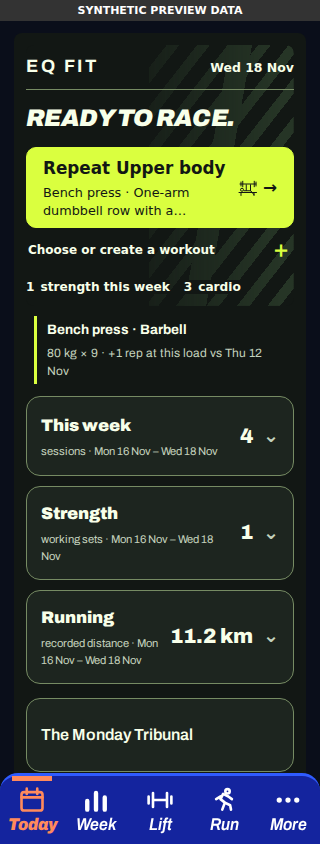 SYNTHETIC PREVIEW DATA
EQ FIT
Wed 18 Nov
READY TO RACE.
Repeat Upper body
Bench press · One-arm
dumbbell row with a... →
Choose or create a workout +
1 strength this week 3 cardio
Bench press · Barbell
80 kg × 9 · +1 rep at this load vs Thu 12
Nov
This week
sessions · Mon 16 Nov – Wed 18 Nov
4
Strength
working sets · Mon 16 Nov – Wed 18
Nov
1
Running
recorded distance · Mon
16 Nov – Wed 18 Nov
11.2 km
The Monday Tribunal
Today Week Lift Run More